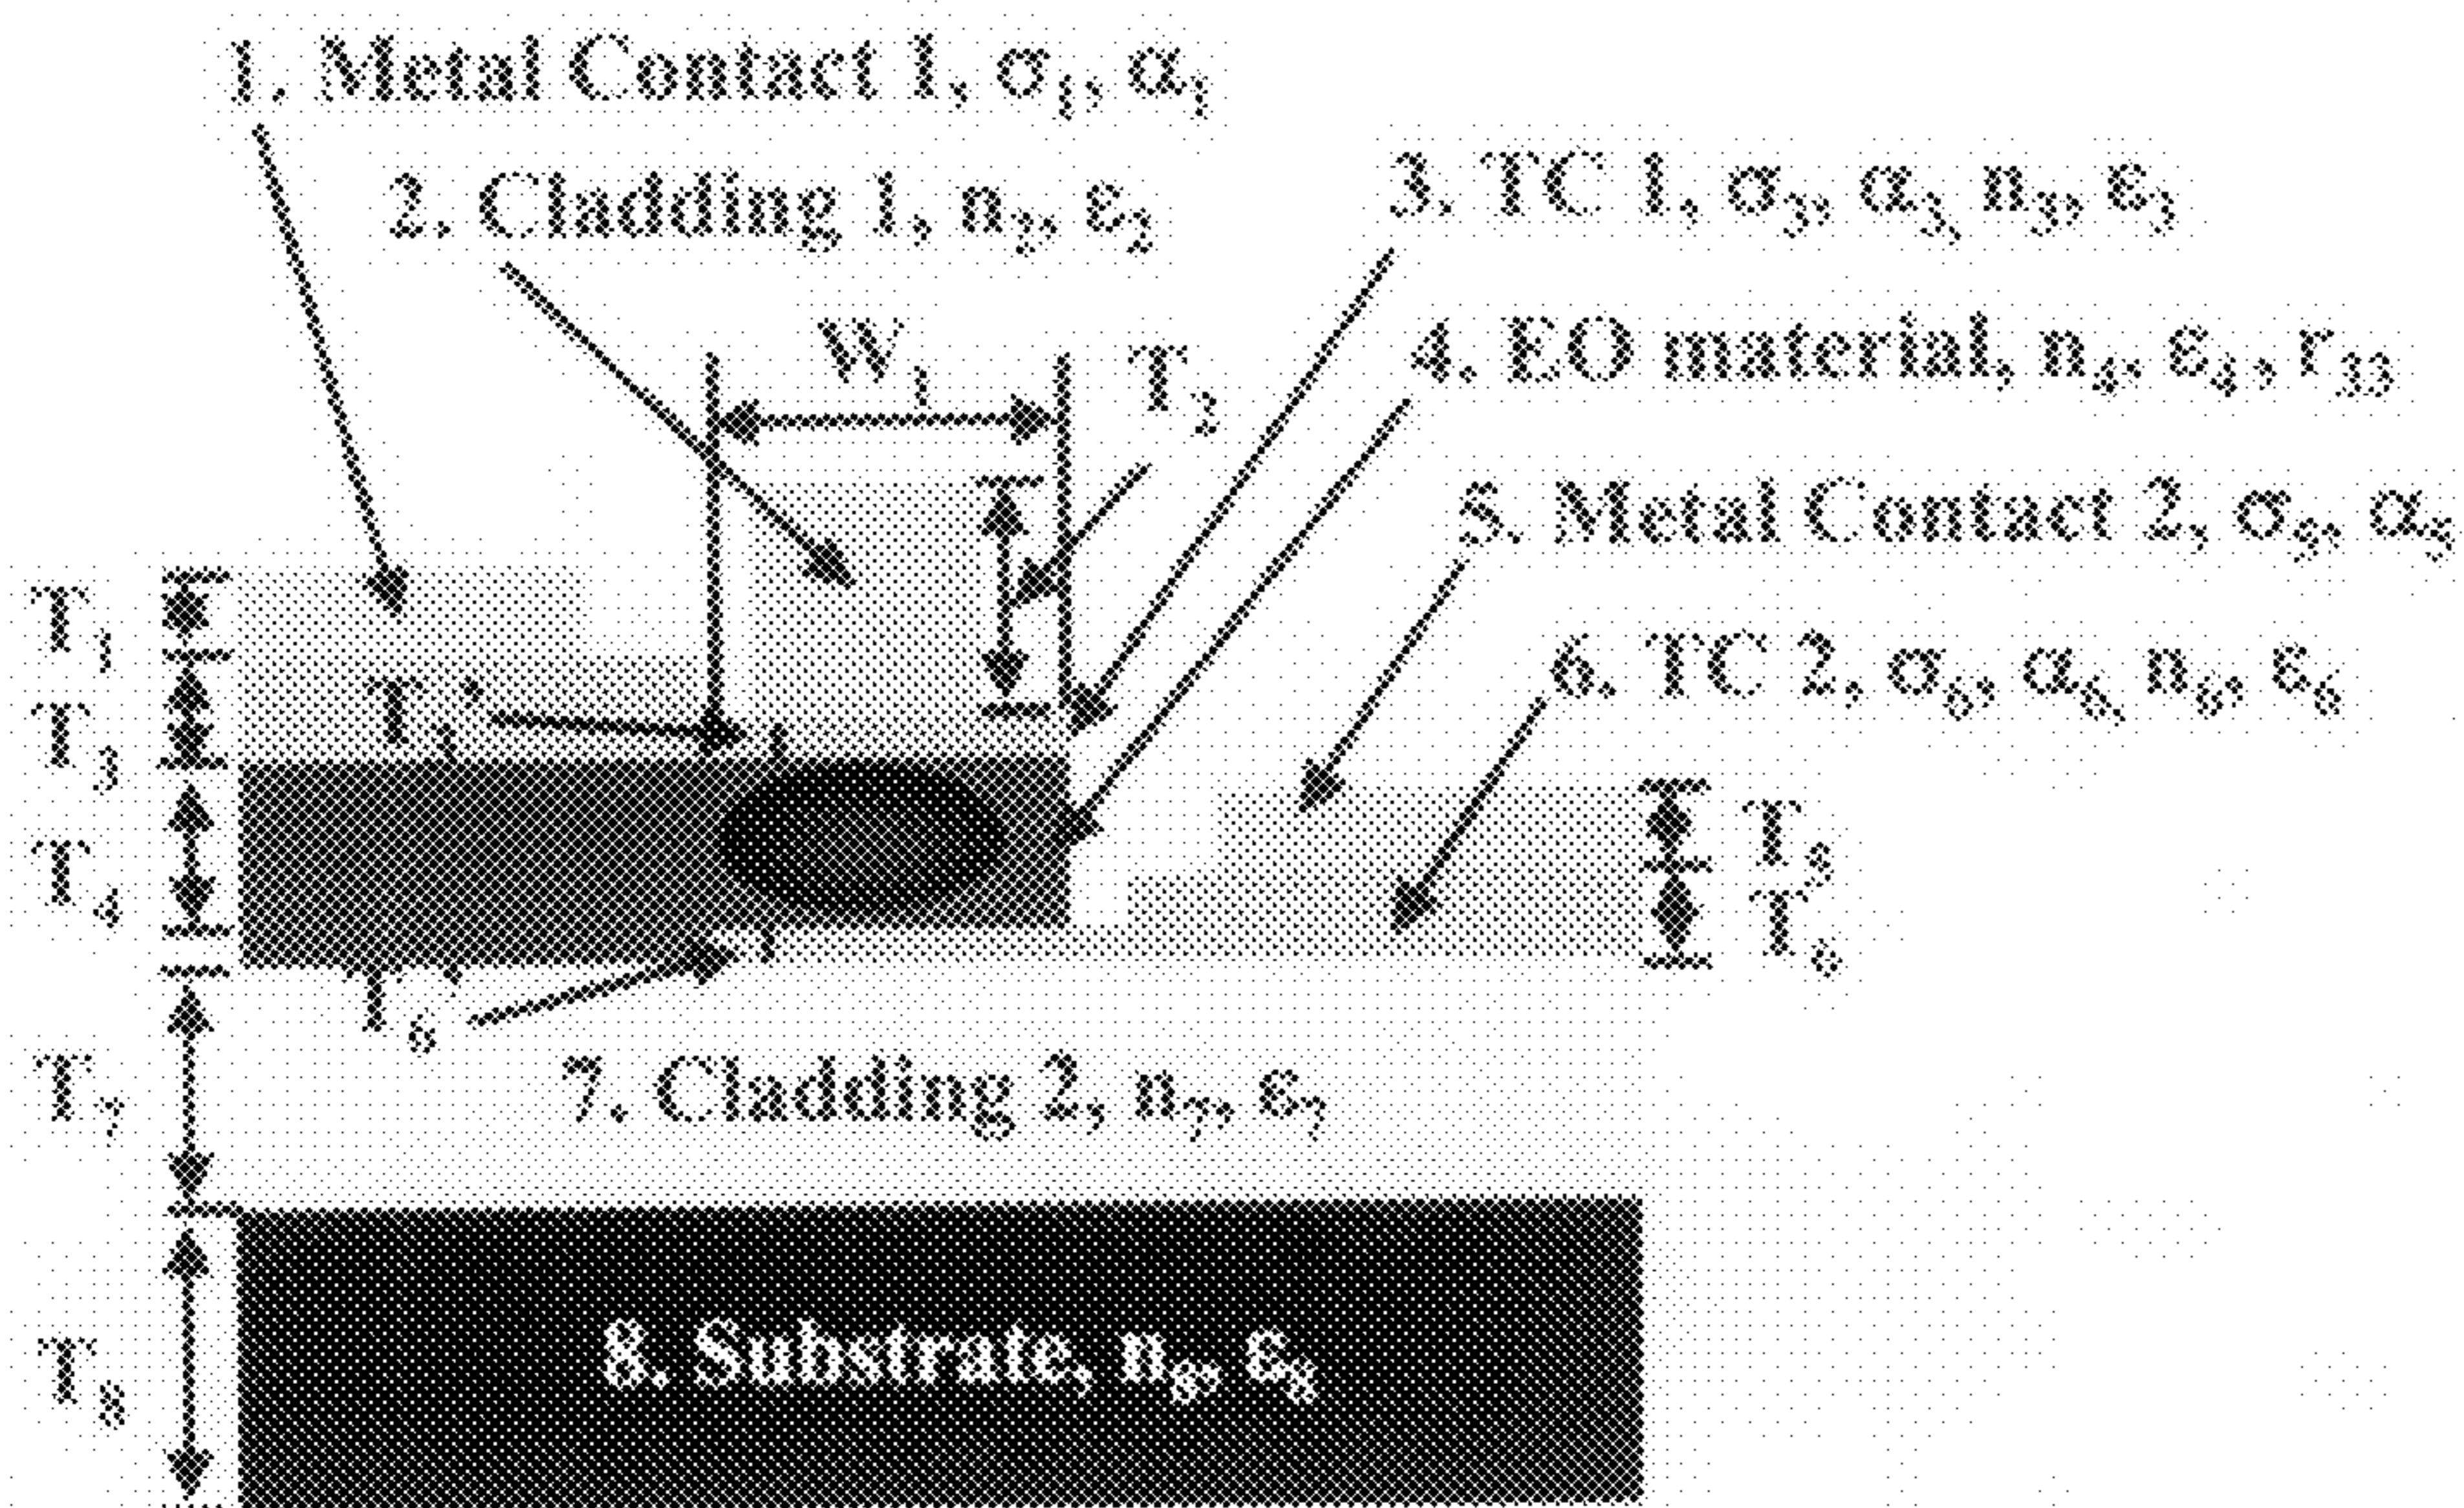 1. Metal Contact 1, σ₁, α₁
2. Cladding 1, n₂, ε₂
3. TC 1, σ₃, α₃, n₃, ε₃
W₁
T₂
4. EO material, n₄, ε₄, r₃₃
5. Metal Contact 2, σ₅, α₅
6. TC 2, σ₆, α₆, n₆, ε₆
T₁
T₃
T₄
T₅
T₆
T₆'
T₇
7. Cladding 2, n₇, ε₇
8. Substrate, n₈, ε₈
T₈